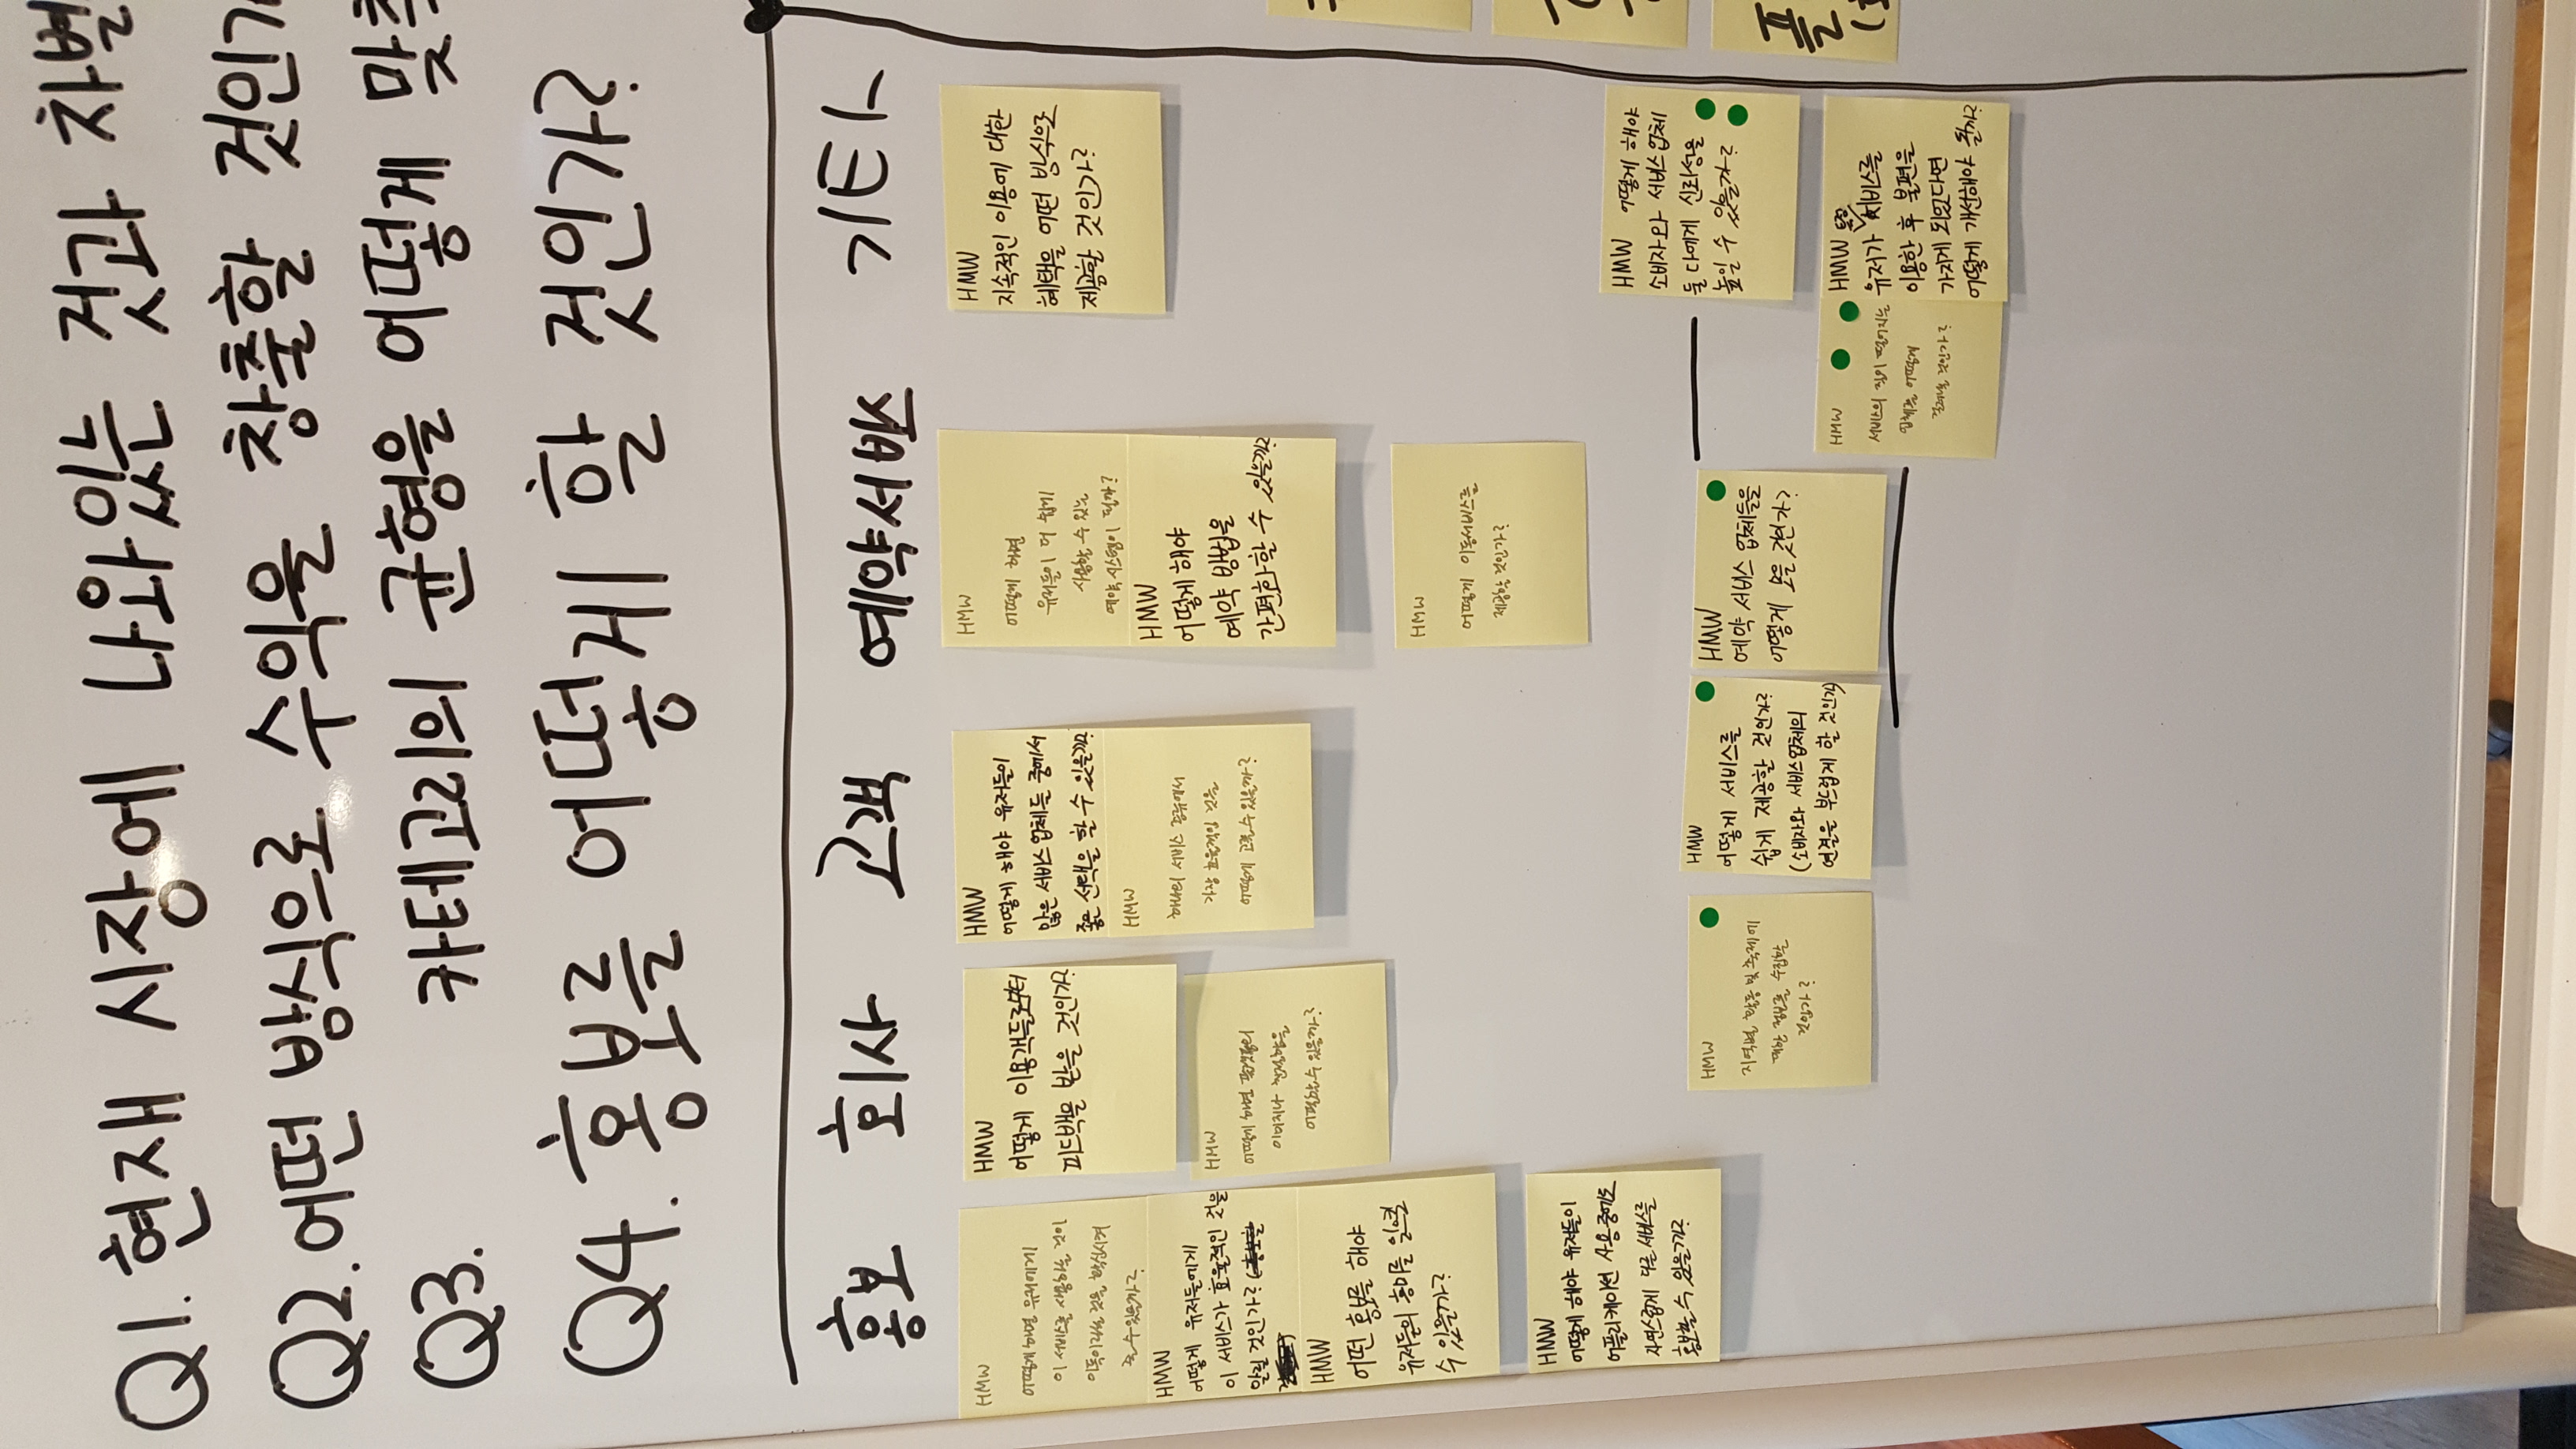 Q1. 현재 시장에 나와있는 것과 차별
Q2. 어떤 방식으로 수익을 창출할 것인가
Q3. 카테고리의 균형을 어떻게 맞추
Q4. 홍보를 어떻게 할 것인가?
홍보
회사
고객
예약서비스
기타
HMW
어떻게 하면 유저에게
이 서비스를 사용하는 것이
이득이라는 것을 확신시켜
줄 수 있을까?
HMW
어떻게 유저들에게
이 서비스가 효율적인 것을
알릴 것인가?
HMW
어떤 홍보를 해야
유저들의 흥미를 일으킬
수 있을까?
HMW
어떻게 해야 유저들이
어플리케이션 사용중에도
자연스럽게 다른 서비스를
홍보할 수 있을까?
HMW
어떻게 이용객들로부터
피드백을 받을 것인가?
HMW
어떻게 하면 플랫폼의
이미지나 친절함을
어필할 수 있을까?
HMW
어떻게 해야 유저들이
많은 서비스 업체들 중에서
좋은 선택을 할 수 있을까?
HMW
하나의 서비스 종류에서
가장 효율적인 것을
어떻게 고를 수 있을까?
HMW
어떻게 하면
유저들이 더 쉽게
사용할 수 있는
예약 시스템이 될까?
HMW
어떻게 해야
예약 방법을
간편화할 수 있을까?
HMW
어떻게 이동서비스를
제공할 것인가?
HMW
지속적인 이용에 대한
혜택을 어떤 방식으로
제공할 것인가?
HMW
지역별 활동 및 축제에
대한 정보를 수집할
것인가?
HMW
어떻게 서비스를
쉽게 제공할 것인가?
(소비자와 서비스 업체의
연결을 부드럽게 할 것인가)
HMW
예약 서비스 업체들을
어떻게 모을 것인가?
HMW 어떻게 해야
소비자와 서비스 업체
둘 다에게 신뢰성을
높일 수 있을까?
HMW
서비스의 질이 떨어지는
업체를 어떻게
걸러낼 것인가?
HMW 특정
유저가 서비스를
이용한 후 불편을
가지게 되었다면
어떻게 개선해야 될까?
플